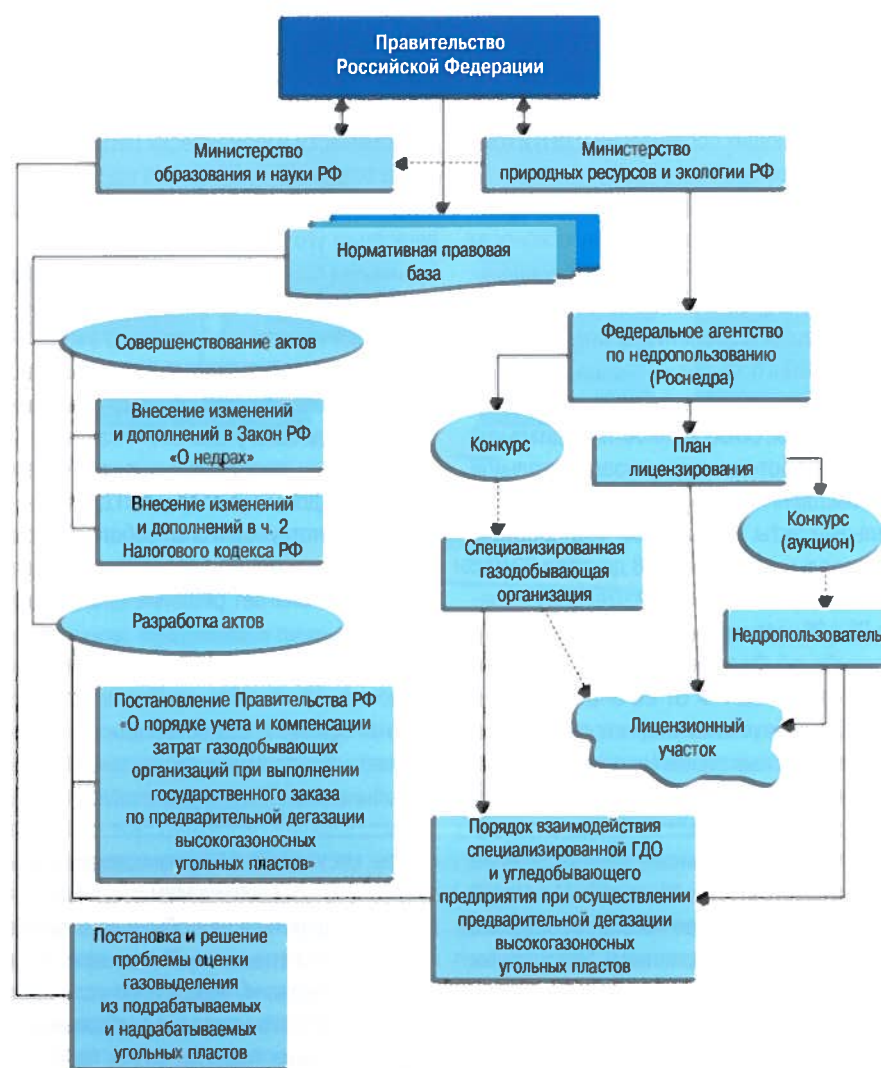 Правительство
Российской Федерации
Министерство
образования и науки РФ
Министерство
природных ресурсов и экологии РФ
Нормативная правовая
база
Совершенствование актов
Внесение изменений
и дополнений в Закон РФ
«О недрах»
Внесение изменений
и дополнений в ч. 2
Налогового кодекса РФ
Разработка актов
Постановление Правительства РФ
«О порядке учета и компенсации
затрат газодобывающих
организаций при выполнении
государственного заказа
по предварительной дегазации
высокогазоносных
угольных пластов»
Постановка и решение
проблемы оценки
газовыделения
из подрабатываемых
и надрабатываемых
угольных пластов
Федеральное агентство
по недропользованию
(Роснедра)
Конкурс
План
лицензирования
Конкурс
(аукцион)
Специализированная
газодобывающая
организация
Недропользователь
Лицензионный
участок
Порядок взаимодействия
специализированной ГДО
и угледобывающего
предприятия при осуществлении
предварительной дегазации
высокогазоносных
угольных пластов